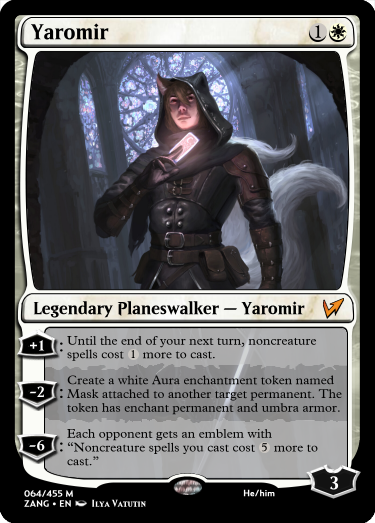 Yaromir 1
Legendary Planeswalker — Yaromir
+1: Until the end of your next turn, noncreature
spells cost 1 more to cast.
-2: Create a white Aura enchantment token named
Mask attached to another target permanent. The
token has enchant permanent and umbra armor.
-6: Each opponent gets an emblem with
“Noncreature spells you cast cost 5 more to
cast.”
3
064/455 M He/him
ZANG • EN Ilya Vatutin